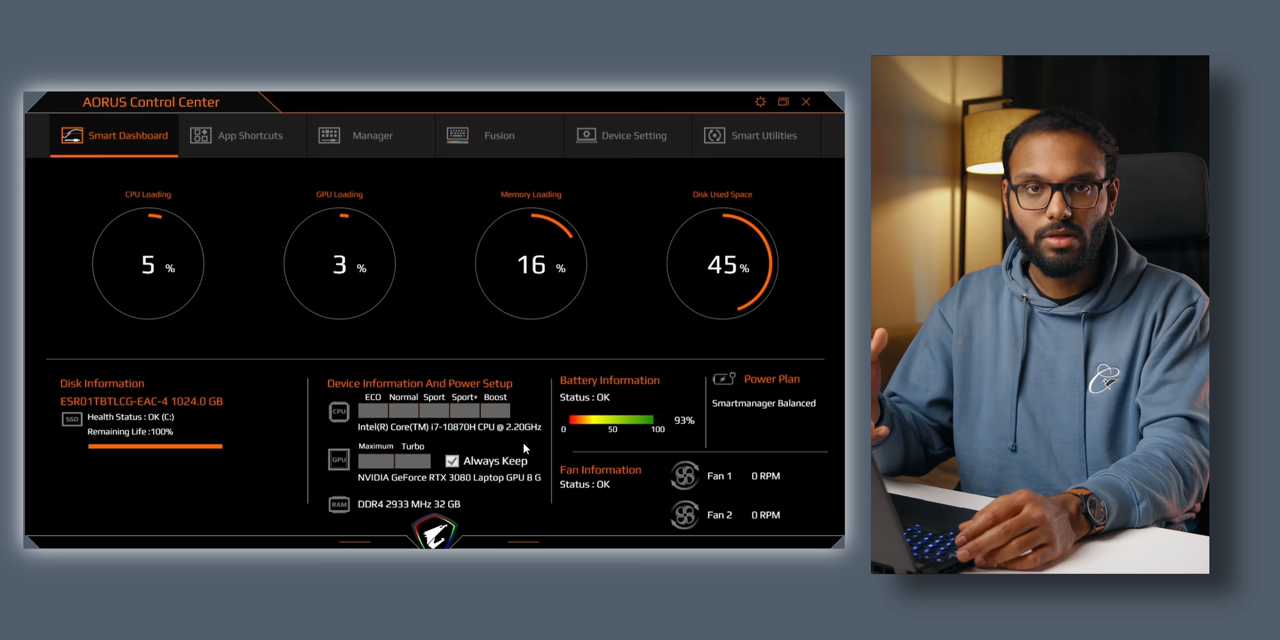 AORUS Control Center
Smart Dashboard
App Shortcuts
Manager
Fusion
Device Setting
Smart Utilities
CPU Loading
GPU Loading
Memory Loading
Disk Used Space
5 %
3 %
16 %
45 %
Disk Information
ESR01TBTLCG-EAC-4 1024.0 GB
SSD
Health Status : OK (C:)
Remaining Life :100%
Device Information And Power Setup
ECO Normal Sport Sport+ Boost
CPU
Intel(R) Core(TM) i7-10870H CPU @ 2.20GHz
Maximum Turbo
GPU
Always Keep
NVIDIA GeForce RTX 3080 Laptop GPU 8 G
RAM
DDR4 2933 MHz 32 GB
Battery Information
Status : OK
93%
0 50 100
Power Plan
Smartmanager Balanced
Fan Information
Status : OK
Fan 1 0 RPM
Fan 2 0 RPM